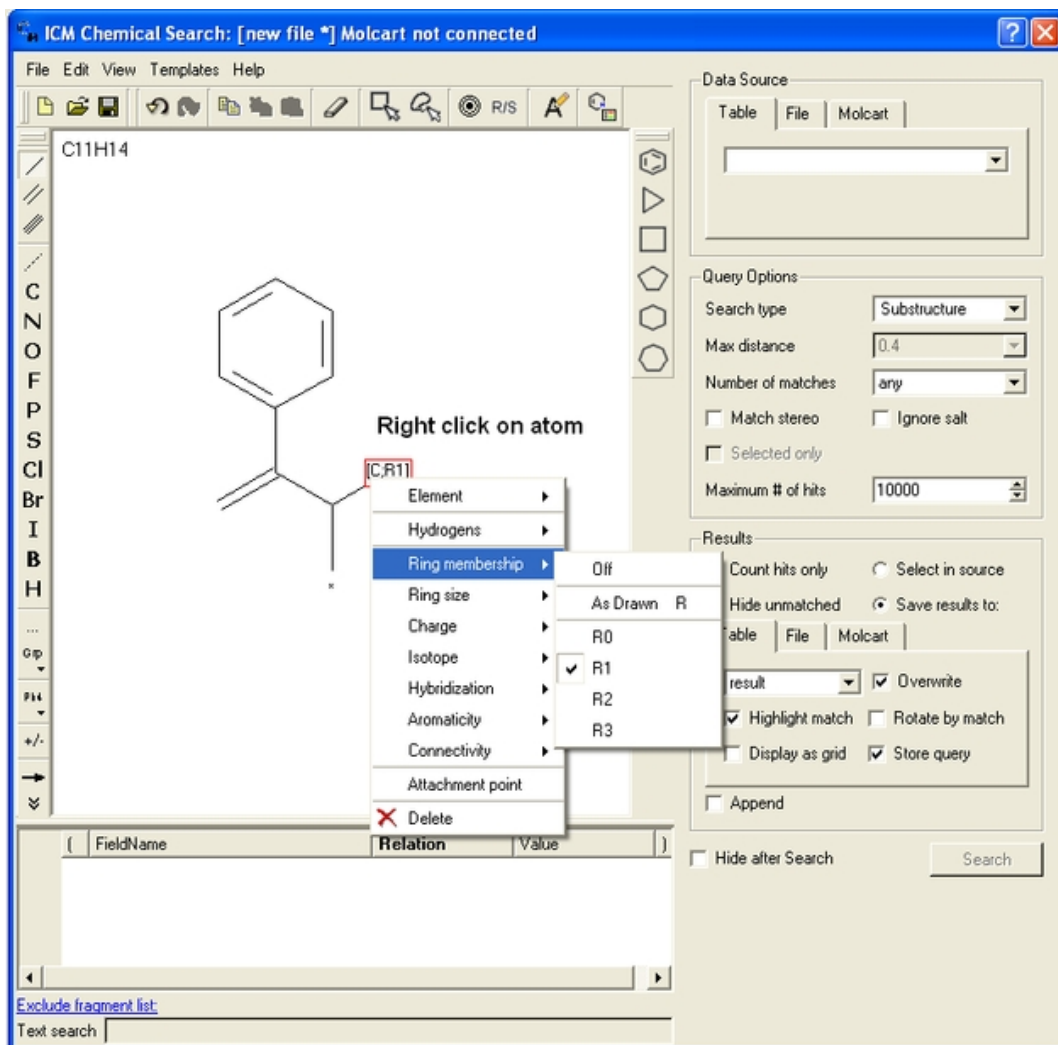 ICM Chemical Search: [new file *] Molcart not connected
File Edit View Templates Help
R/S
C11H14
C
N
O
F
P
S
Cl
Br
I
B
H
...
Grp
+/-
Right click on atom
[C;R1]
*
Element
Hydrogens
Ring membership
Ring size
Charge
Isotope
Hybridization
Aromaticity
Connectivity
Attachment point
Delete
Off
As Drawn R
R0
R1
R2
R3
Data Source
Table File Molcart
Query Options
Search type Substructure
Max distance 0.4
Number of matches any
Match stereo Ignore salt
Selected only
Maximum # of hits 10000
Results
Count hits only Select in source
Hide unmatched Save results to:
able File Molcart
result Overwrite
Highlight match Rotate by match
Display as grid Store query
Append
Hide after Search Search
( FieldName Relation Value )
Exclude fragment list:
Text search